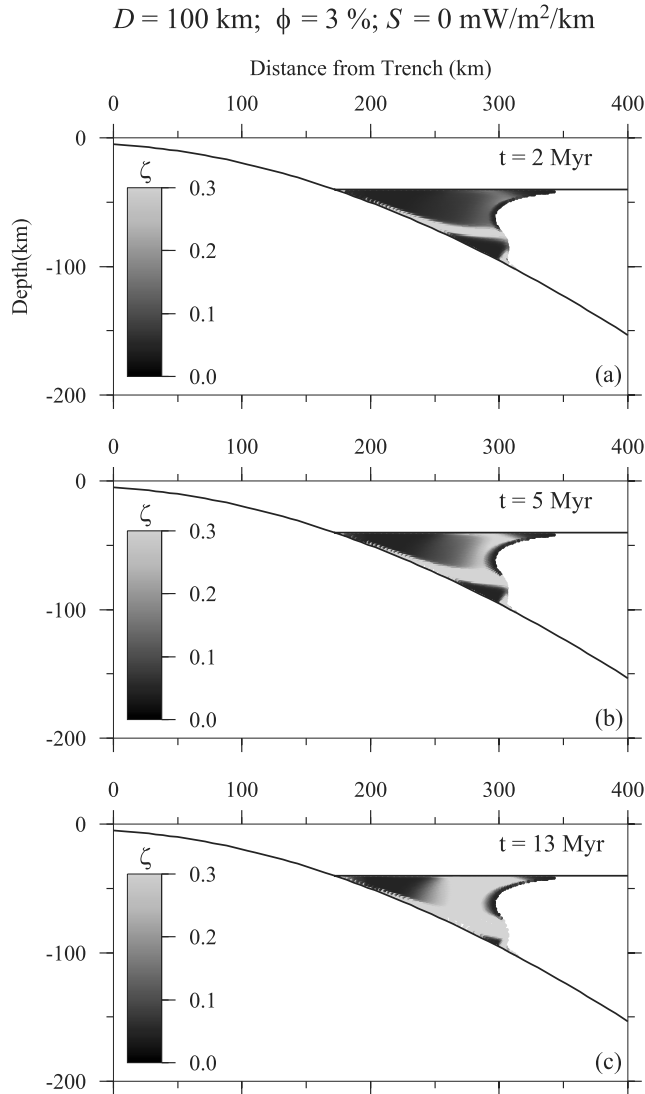 D = 100 km; ϕ = 3 %; S = 0 mW/m²/km
Distance from Trench (km)
0 100 200 300 400
0
t = 2 Myr
ζ
0.3
0.2
-100
0.1
0.0
(a)
-200
Depth(km)
0 100 200 300 400
0
t = 5 Myr
ζ
0.3
0.2
-100
0.1
0.0
(b)
-200
0 100 200 300 400
0
t = 13 Myr
ζ
0.3
0.2
-100
0.1
0.0
(c)
-200